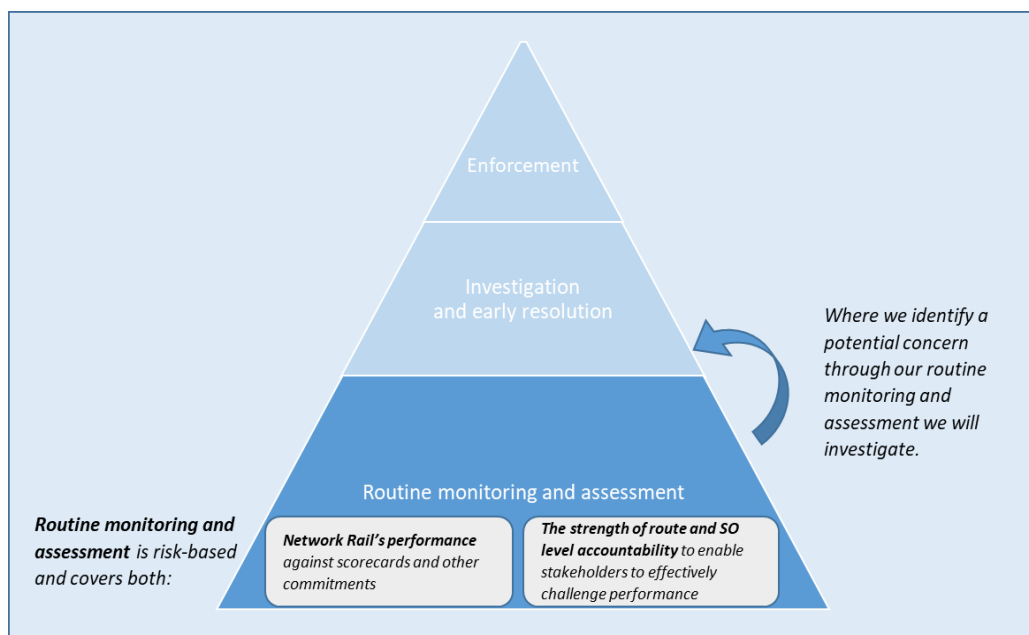 Enforcement
Investigation
and early resolution
Where we identify a
potential concern
through our routine
monitoring and
assessment we will
investigate.
Routine monitoring and assessment
Routine monitoring and
assessment is risk-based
and covers both:
Network Rail's performance
against scorecards and other
commitments
The strength of route and SO
level accountability to enable
stakeholders to effectively
challenge performance